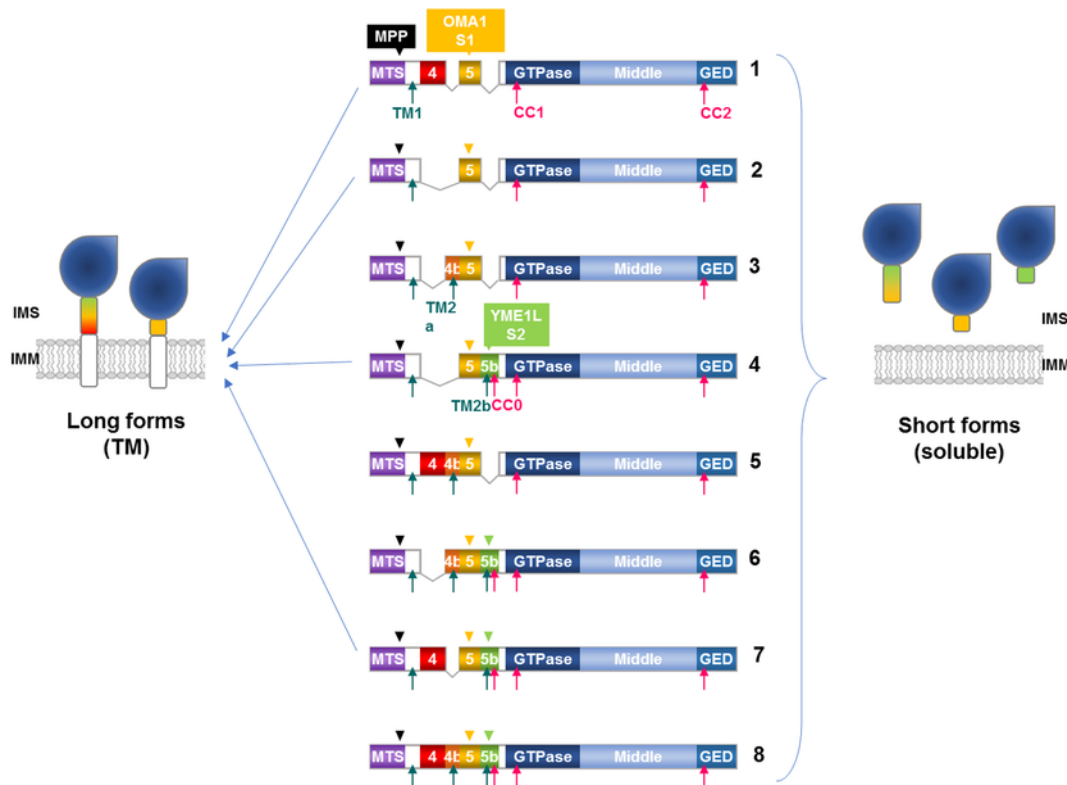 OMA1
S1
MPP
MTS 4 5 GTPase Middle GED 1
TM1 CC1 CC2
MTS 5 GTPase Middle GED 2
MTS 4b 5 GTPase Middle GED 3
TM2
a
YME1L
S2
MTS 5 5b GTPase Middle GED 4
TM2b CC0
MTS 4 4b 5 GTPase Middle GED 5
MTS 4b 5 5b GTPase Middle GED 6
MTS 4 5 5b GTPase Middle GED 7
MTS 4 4b 5 5b GTPase Middle GED 8
IMS
IMM
Long forms
(TM)
IMS
IMM
Short forms
(soluble)